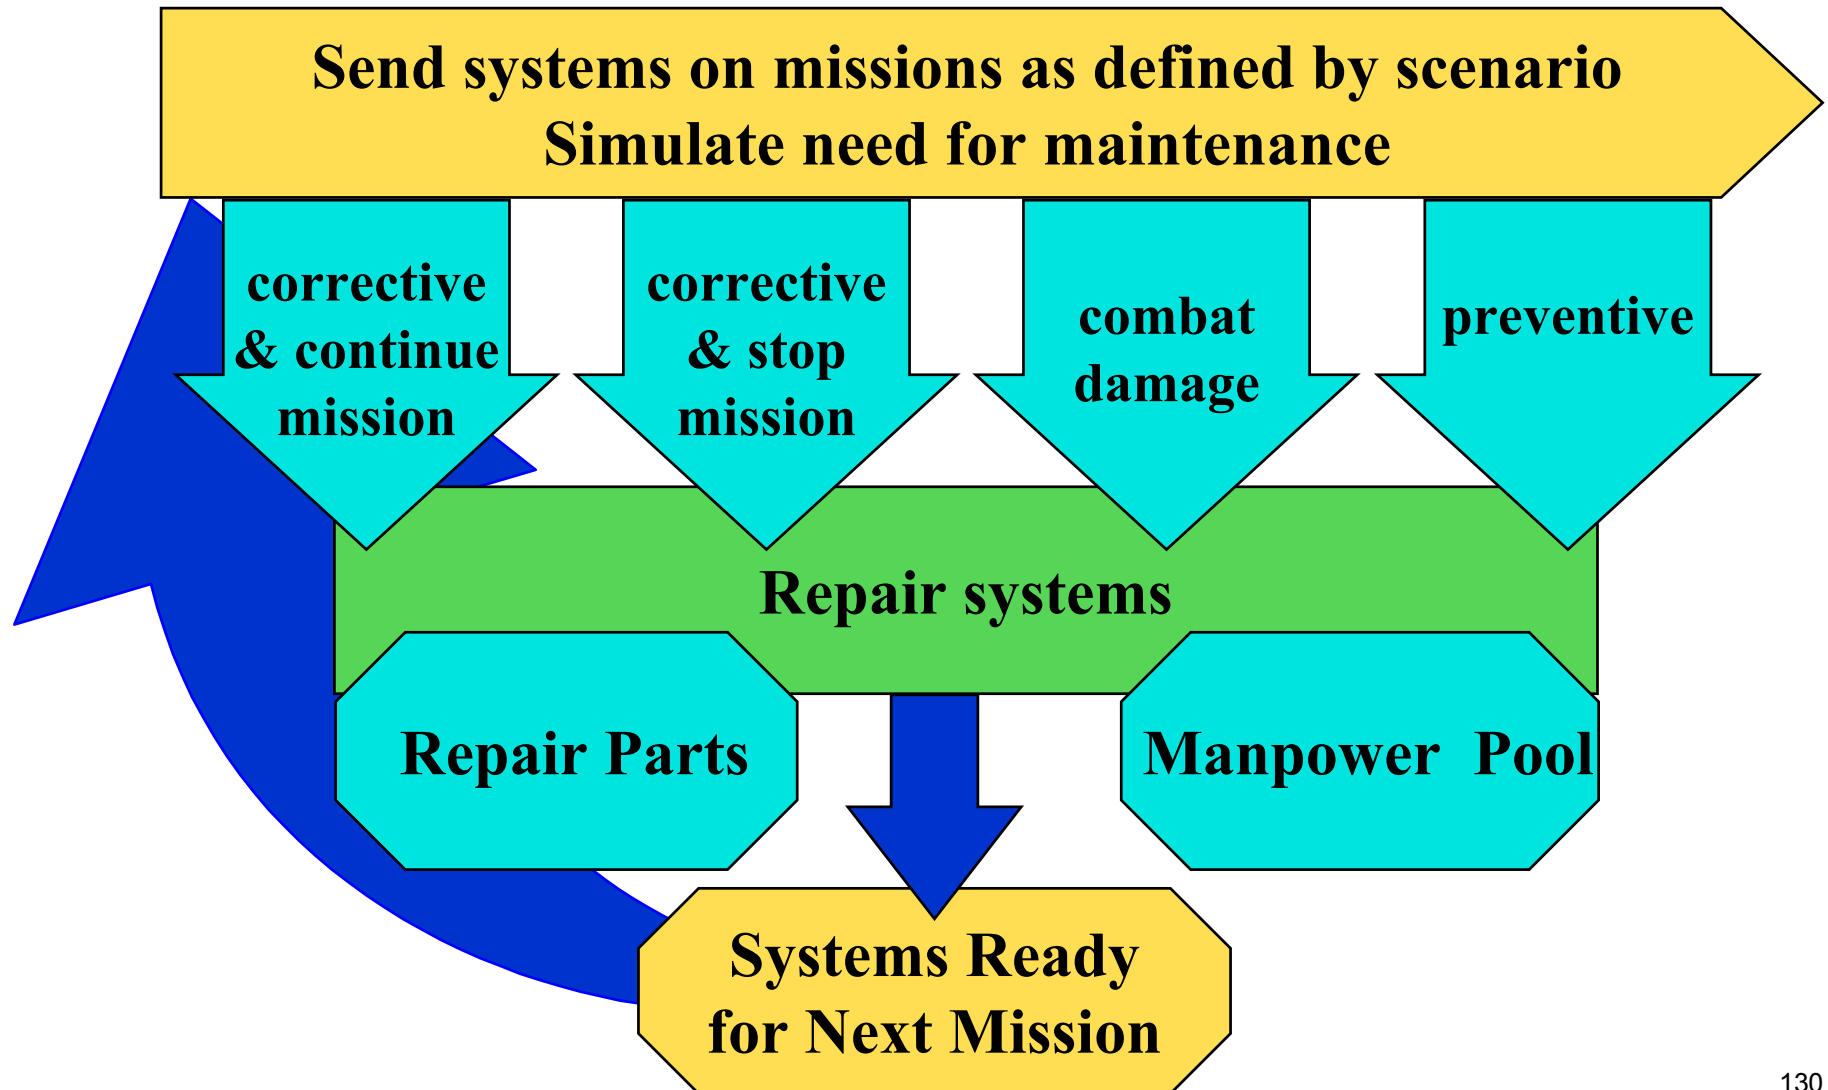 Send systems on missions as defined by scenario
Simulate need for maintenance
corrective
& continue
mission
corrective
& stop
mission
combat
damage
preventive
Repair systems
Repair Parts
Manpower  Pool
Systems Ready
for Next Mission
130